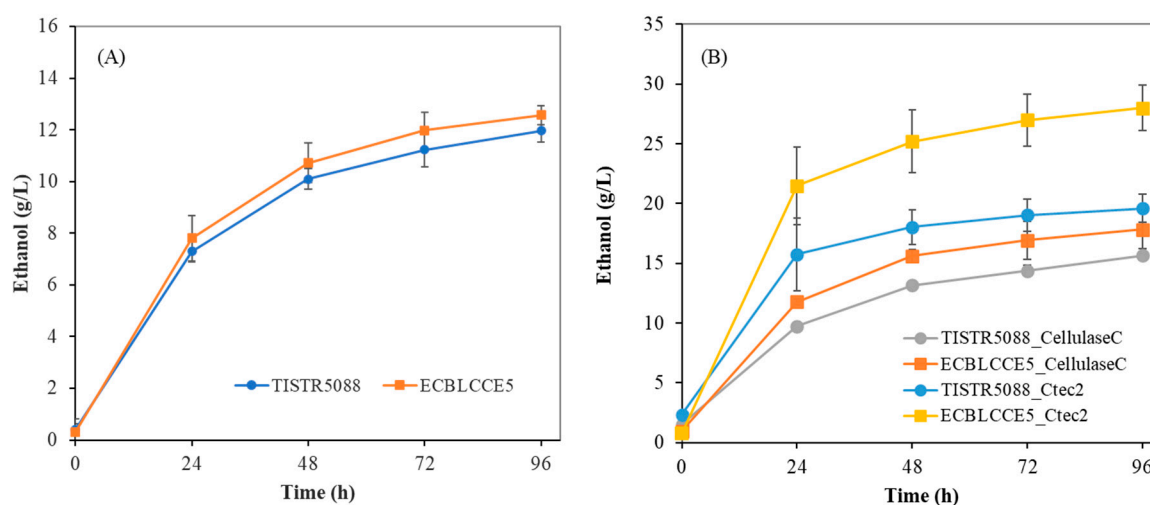 (A)
Ethanol (g/L)
16
14
12
10
8
6
4
2
0
TISTR5088 ECBLCCE5
0 24 48 72 96
Time (h)
(B)
Ethanol (g/L)
35
30
25
20
15
10
5
0
TISTR5088_CellulaseC
ECBLCCE5_CellulaseC
TISTR5088_Ctec2
ECBLCCE5_Ctec2
0 24 48 72 96
Time (h)